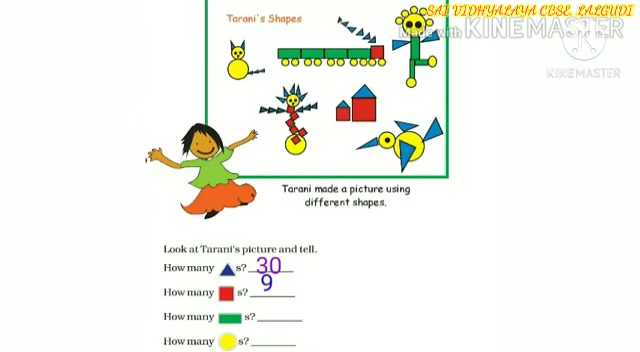 SAI VIDHYALAYA CBSE, LALGUDI
Tarani's Shapes
Made with KINEMASTER
KINEMASTER
Tarani made a picture using
different shapes.
Look at Tarani's picture and tell.
How many s? 30
How many s? 9
How many s?
How many s?